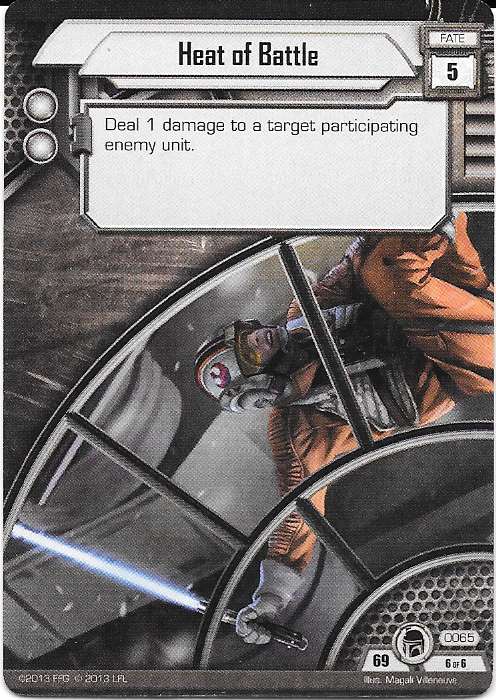 Heat of Battle
FATE
5
Deal 1 damage to a target participating
enemy unit.
0065
69
6 OF 6
©2013 FFG © 2013 LFL
Illus. Magali Villeneuve